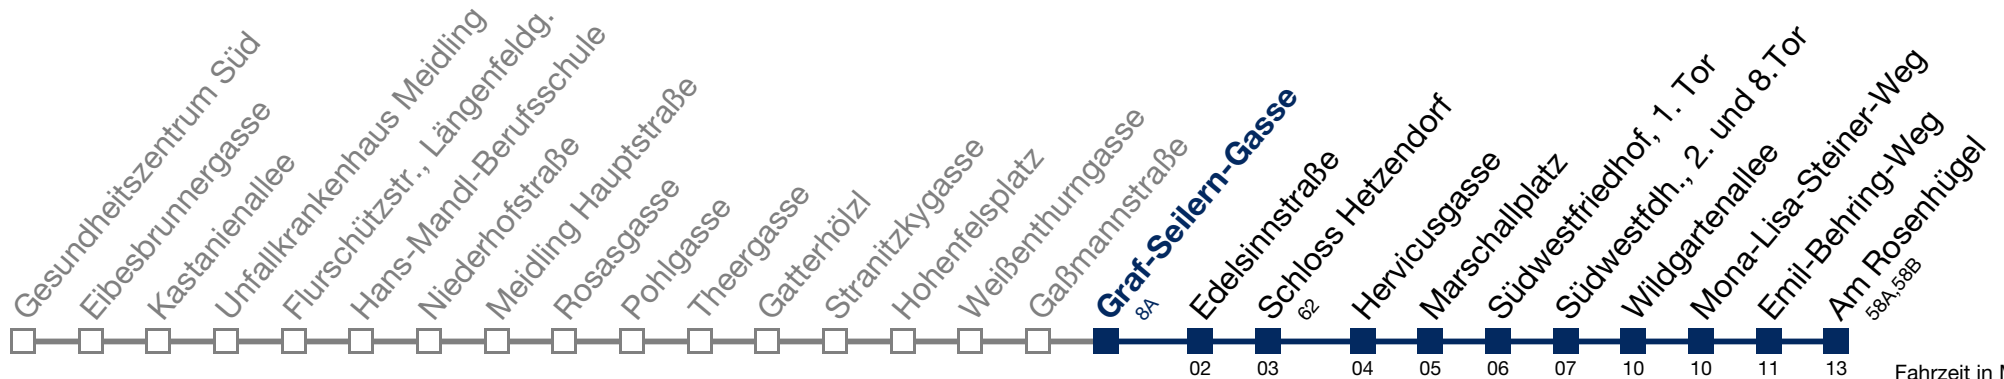 Gesundheitszentrum Süd
Eibesbrunnergasse
Kastanienallee
Unfallkrankenhaus Meidling
Flurschützstr., Längenfeldg.
Hans-Mandl-Berufsschule
Niederhofstraße
Meidling Hauptstraße
Rosasgasse
Pohlgasse
Theergasse
Gatterhölzl
Stranitzkygasse
Hohenfelsplatz
Weißenthurngasse
Gaßmannstraße
Graf-Seilern-Gasse
8A
Edelsinnstraße
Schloss Hetzendorf
62
Hervicusgasse
Marschallplatz
Südwestfriedhof, 1. Tor
Südwestfdh., 2. und 8.Tor
Wildgartenallee
Mona-Lisa-Steiner-Weg
Emil-Behring-Weg
Am Rosenhügel
58A,58B
02 03 04 05 06 07 10 10 11 13
Fahrzeit in